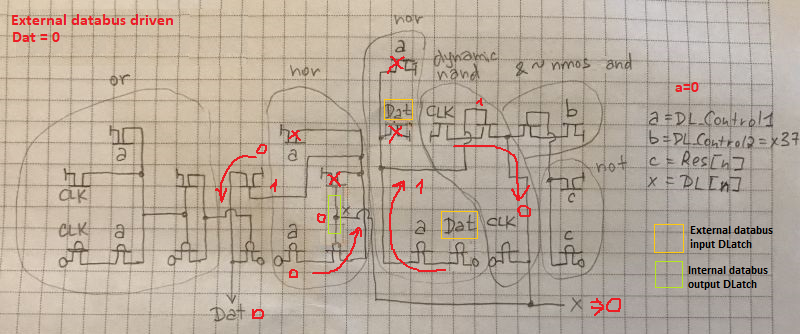 External databus driven
Dat = 0
or
nor
nor
dynamic
nand
& ~ nmos and
a=0
a = DL_Control1
b = DL_Control2 = x37
c = Res[n]
x = DL[n]
not
External databus
input DLatch
Internal databus
output DLatch
a
CLK
CLK a
0
1
a
a
0
x
0
a
Dat
CLK
1
b
1
a Dat CLK
0
c
c
Dat 0
x ⇒0